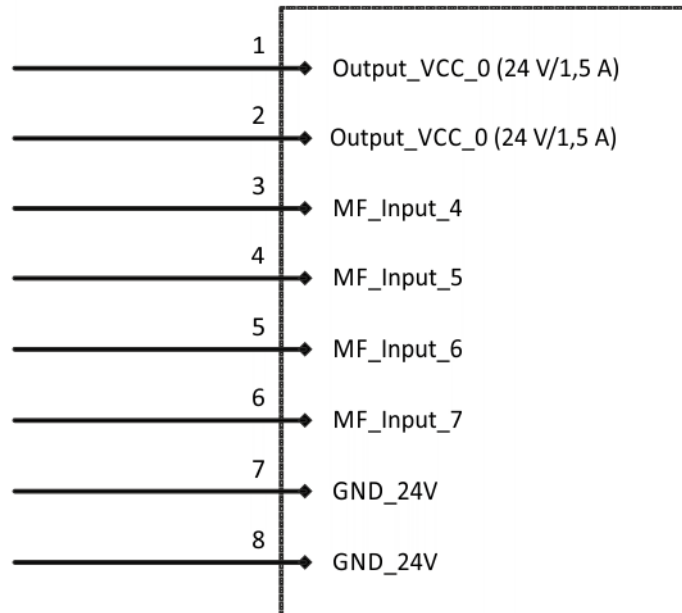 1 Output_VCC_0 (24 V/1,5 A)
2 Output_VCC_0 (24 V/1,5 A)
3 MF_Input_4
4 MF_Input_5
5 MF_Input_6
6 MF_Input_7
7 GND_24V
8 GND_24V